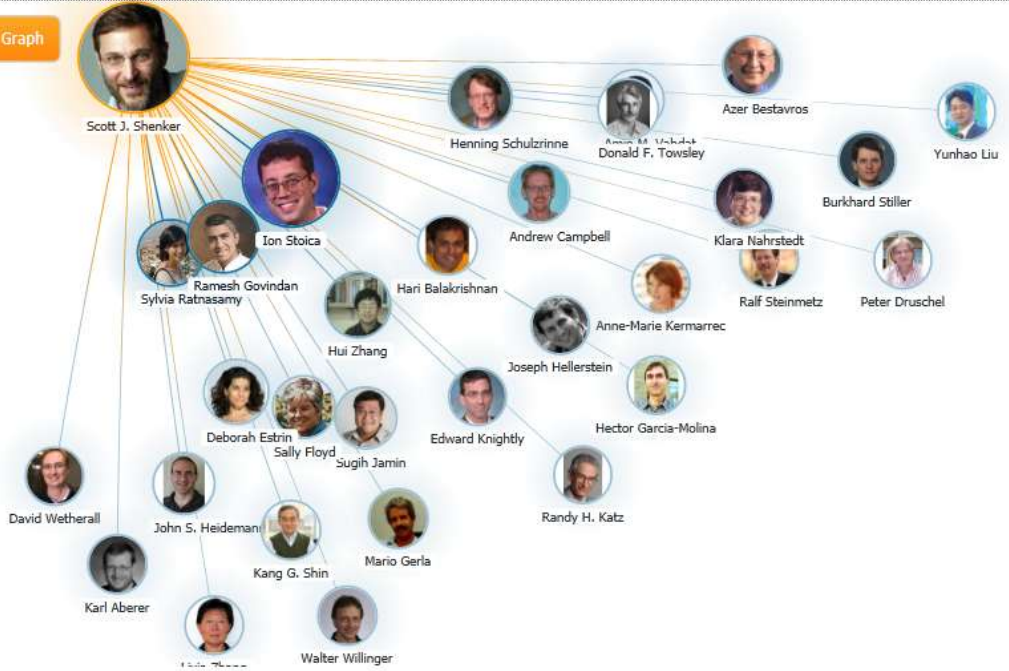 Graph
Scott J. Shenker
Azer Bestavros
Henning Schulzrinne
Donald F. Towsley
Yunhao Liu
Burkhard Stiller
Andrew Campbell
Klara Nahrstedt
Ion Stoica
Ramesh Govindan
Sylvia Ratnasamy
Hari Balakrishnan
Ralf Steinmetz
Peter Druschel
Anne-Marie Kermarrec
Hui Zhang
Joseph Hellerstein
Hector Garcia-Molina
Deborah Estrin
Sally Floyd
Sugih Jamin
Edward Knightly
David Wetherall
John S. Heideman
Randy H. Katz
Kang G. Shin
Mario Gerla
Karl Aberer
Walter Willinger